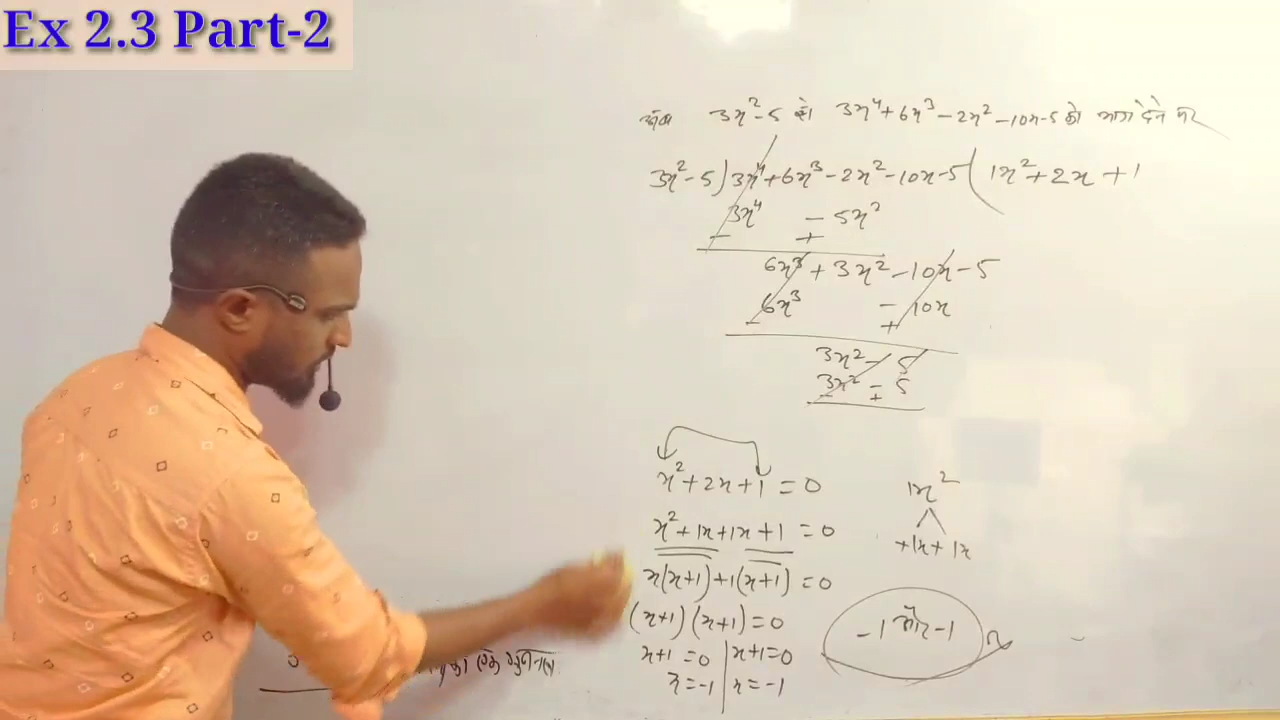 Ex 2.3 Part-2
अब 3x²-5 से 3x⁴+6x³-2x²-10x-5 को भाग देने पर
3x²-5)3x⁴+6x³-2x²-10x-5(1x²+2x+1
3x⁴ - 5x²
- +
6x³+3x²-10x-5
6x³ - 10x
- +
3x²-5
3x²-5
- +
x²+2x+1=0
x²+1x+1x+1=0
x(x+1)+1(x+1)=0
(x+1)(x+1)=0
x+1=0 | x+1=0
x=-1 | x=-1
1x²
+1x+1x
-1 और -1